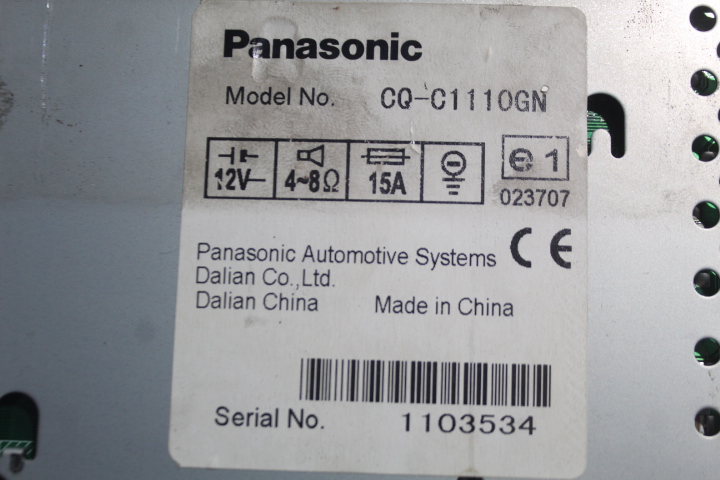 Panasonic
Model No. CQ-C1110GN
12V 4~8Ω 15A e 1
023707
Panasonic Automotive Systems CE
Dalian Co.,Ltd.
Dalian China Made in China
Serial No. 1103534